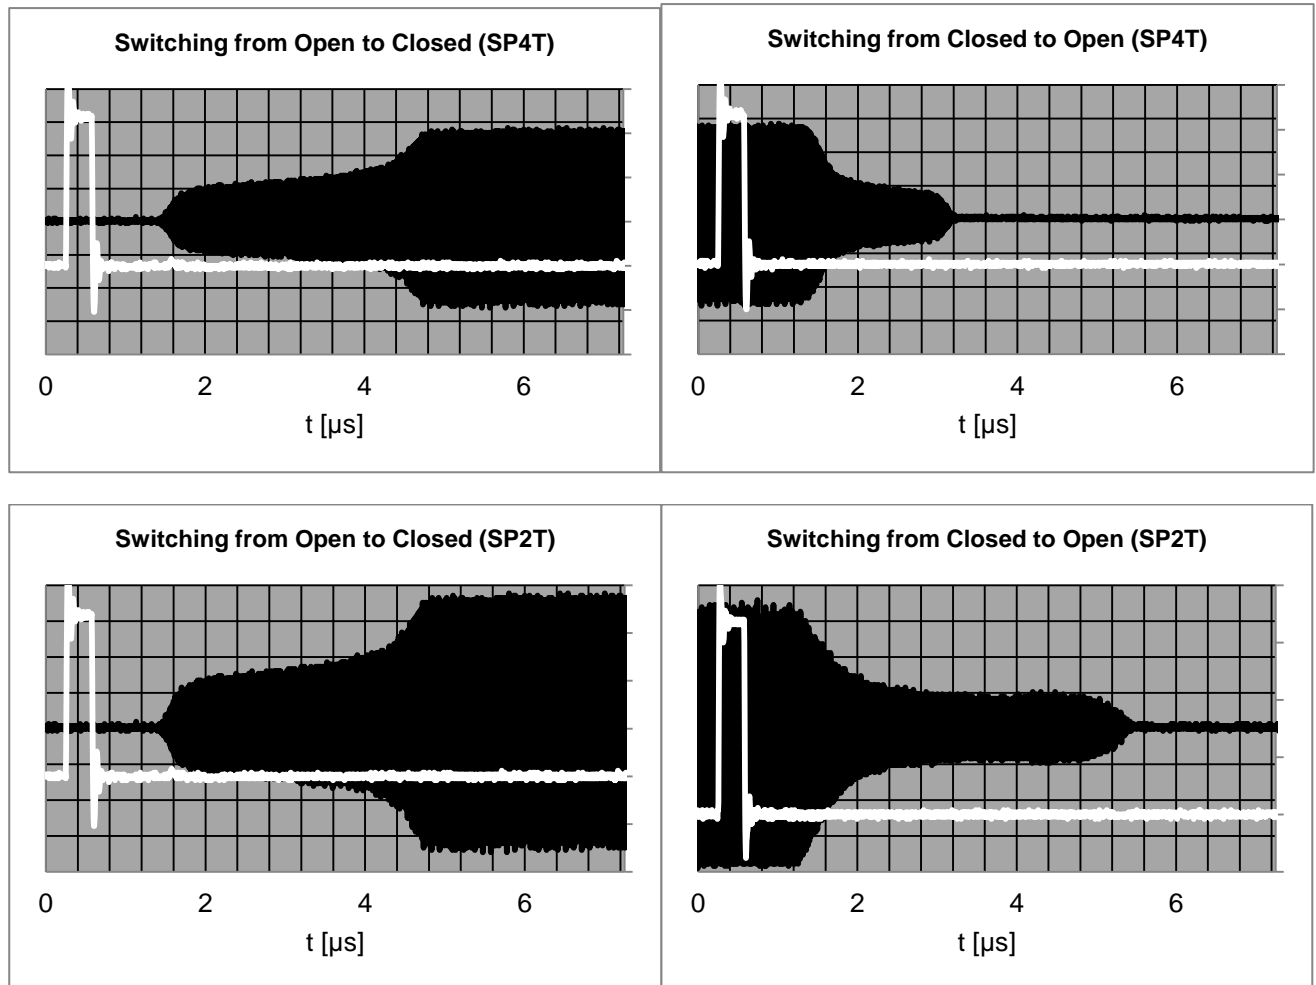 Switching from Open to Closed (SP4T)
0 2 4 6
t [µs]
Switching from Closed to Open (SP4T)
0 2 4 6
t [µs]
Switching from Open to Closed (SP2T)
0 2 4 6
t [µs]
Switching from Closed to Open (SP2T)
0 2 4 6
t [µs]